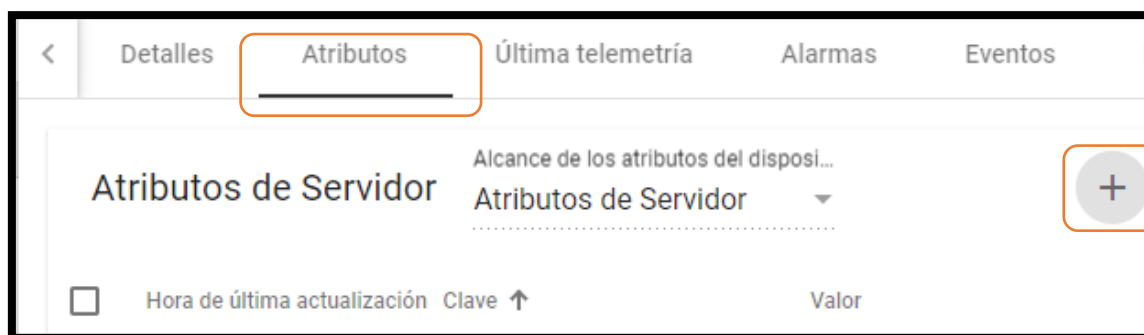 Detalles Atributos Última telemetría Alarmas Eventos
Alcance de los atributos del disposi...
Atributos de Servidor Atributos de Servidor
Hora de última actualización Clave Valor